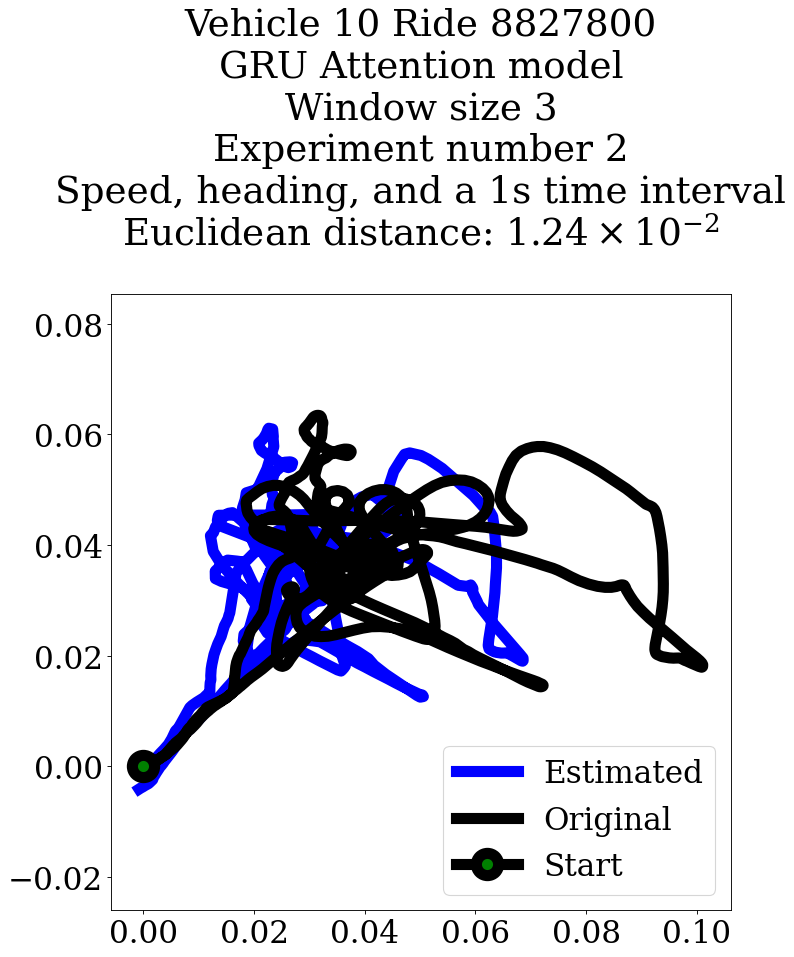 Vehicle 10 Ride 8827800
GRU Attention model
Window size 3
Experiment number 2
Speed, heading, and a 1s time interval
Euclidean distance: 1.24 × 10⁻²
0.08
0.06
0.04
0.02
0.00
−0.02
Estimated
Original
Start
0.00 0.02 0.04 0.06 0.08 0.10